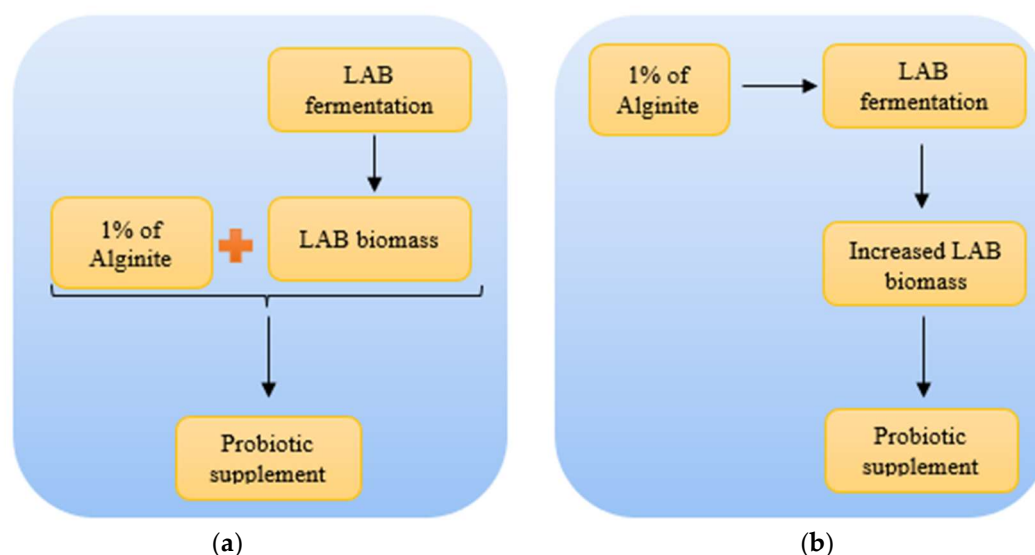 LAB
fermentation
1% of
Alginite
LAB biomass
Probiotic
supplement
(a)
1% of
Alginite
LAB
fermentation
Increased LAB
biomass
Probiotic
supplement
(b)